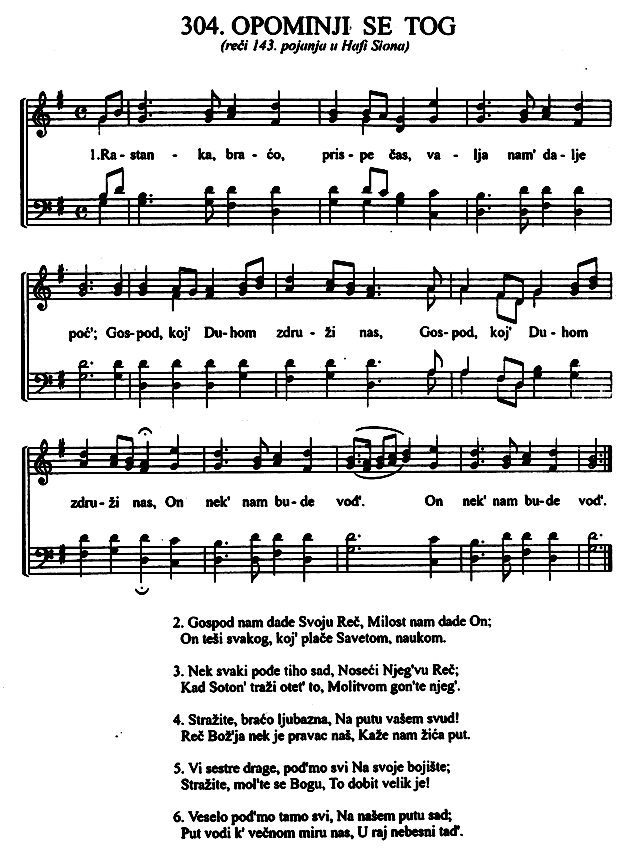 304. OPOMINJI SE TOG
(reči 143. pojanja u Hafi Siona)
1.Ra- stan - ka, bra - ćo, pris - pe čas, va - lja nam' da- lje
poć'; Gos-pod, koj' Du-hom zdru - ži nas, Gos-pod, koj' Du - hom
zdru - ži nas, On nek' nam bu - de vođ'. On nek' nam bu - de vođ'.
2. Gospod nam dade Svoju Reč, Milost nam dade On;
On teši svakog, koj' plače Savetom, naukom.
3. Nek svaki pođe tiho sad, Noseći Njeg'vu Reč;
Kad Soton' traži otet' to, Molitvom gon'te njeg'.
4. Stražite, braćo ljubazna, Na putu vašem svud!
Reč Bož'ja nek je pravac naš, Kaže nam žića put.
5. Vi sestre drage, pođ'mo svi Na svoje bojište;
Stražite, mol'te se Bogu, To dobit velik je!
6. Veselo pođ'mo tamo svi, Na našem putu sad;
Put vodi k' večnom miru nas, U raj nebesni tad'.